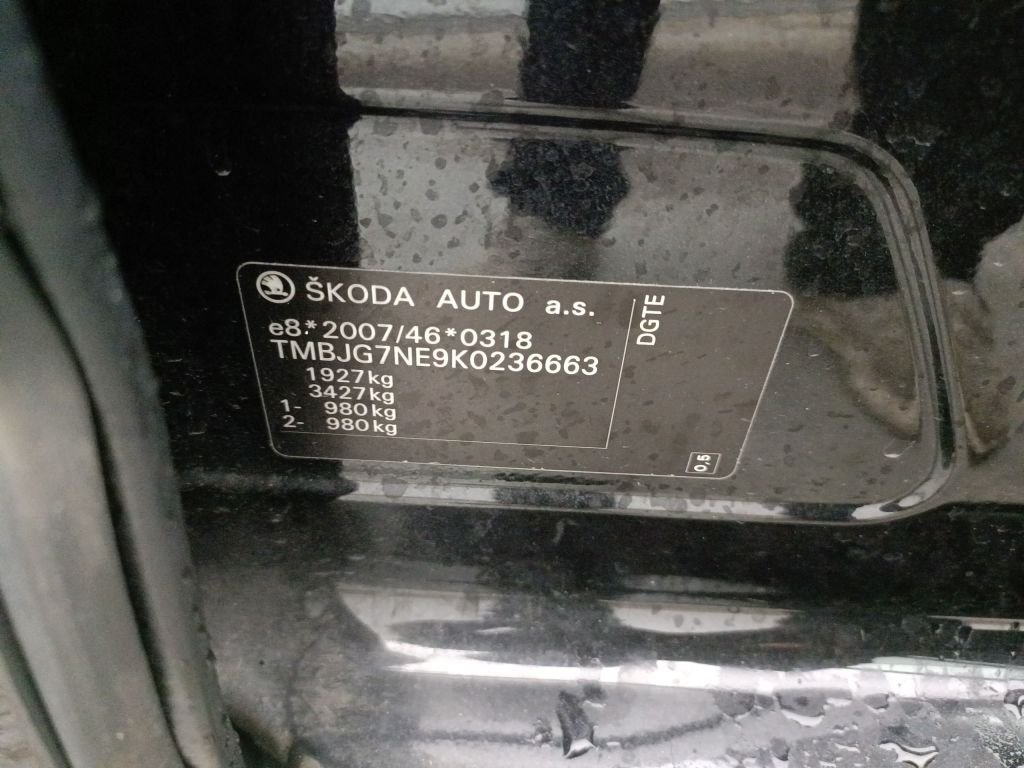 ŠKODA AUTO a.s.
e8*2007/46*0318
TMBJG7NE9K0236663
1927kg
3427kg
1- 980kg
2- 980kg
DGTE
0,5